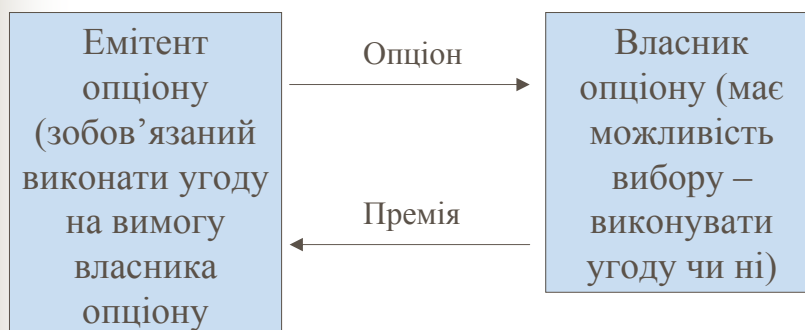 Емітент
опціону
(зобов’язаний
виконати угоду
на вимогу
власника
опціону
Опціон
Премія
Власник
опціону (має
можливість
вибору –
виконувати
угоду чи ні)